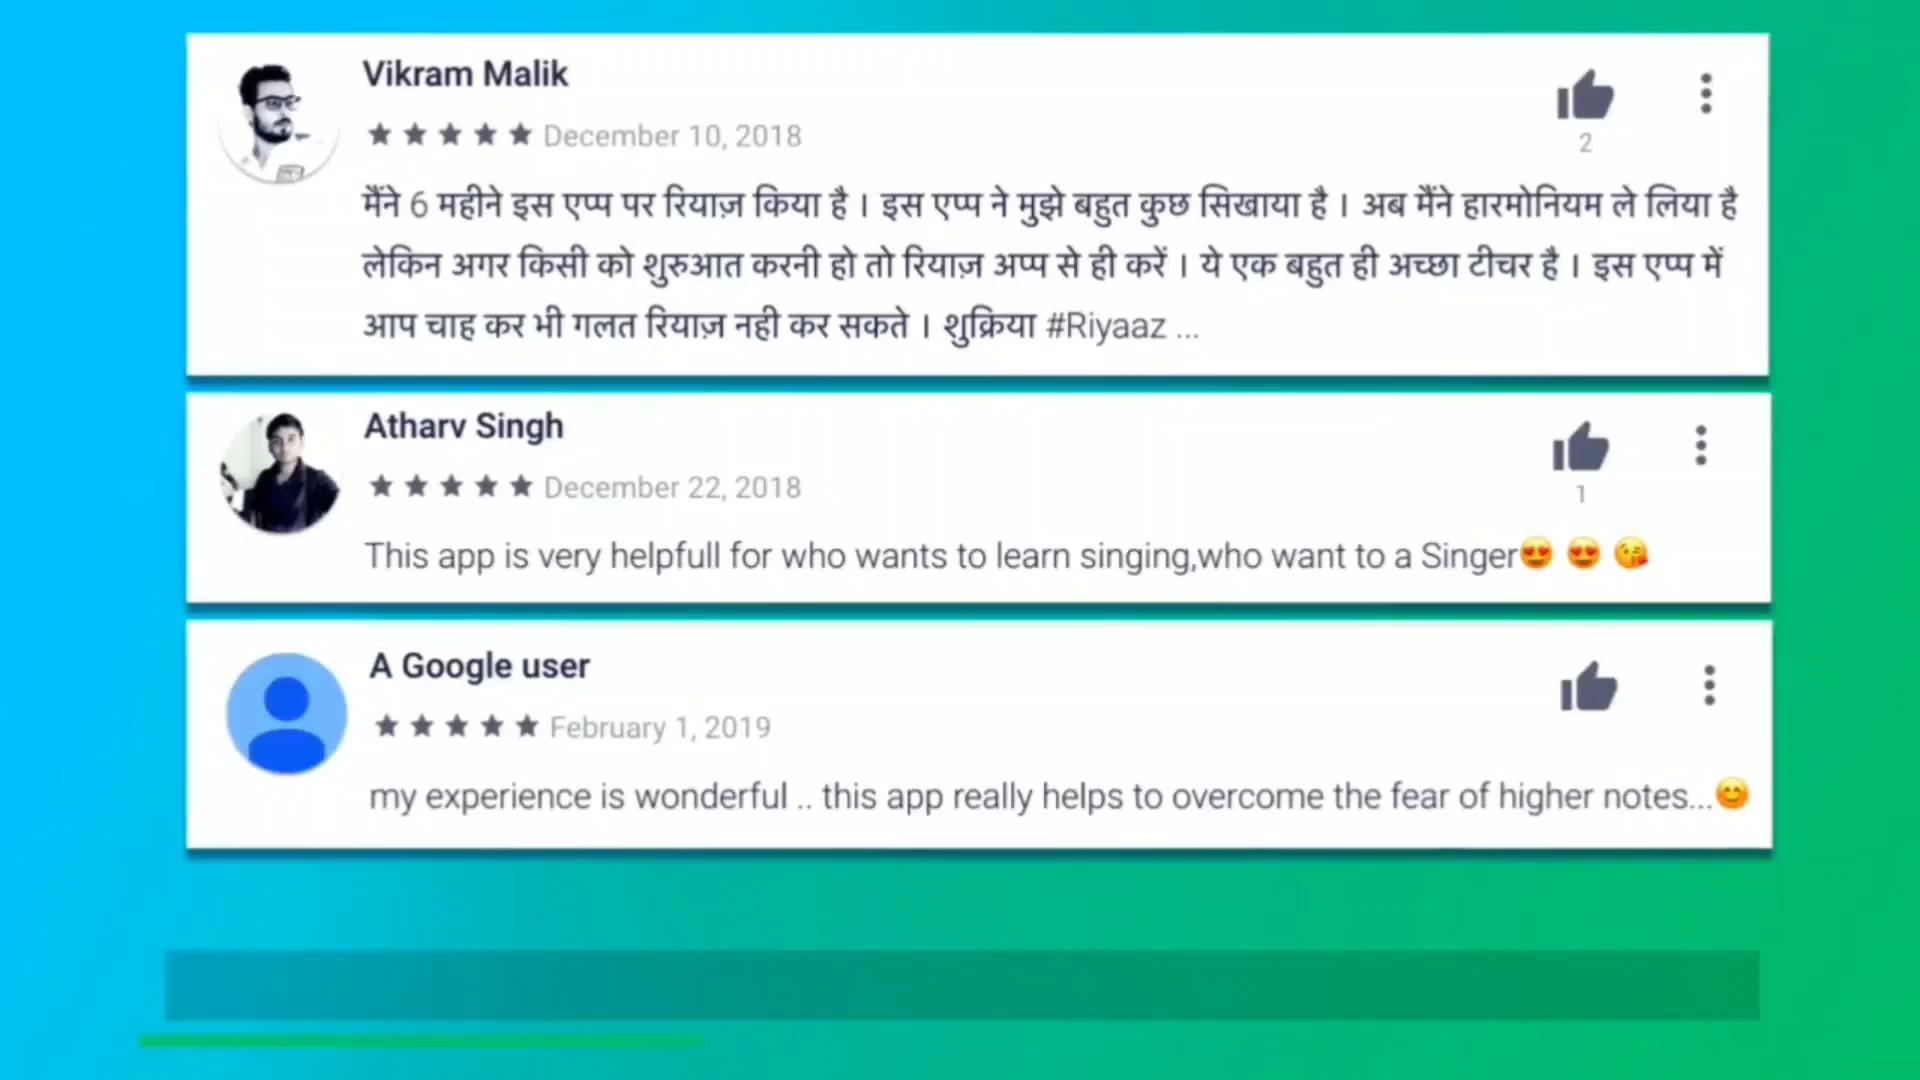 Vikram Malik
December 10, 2018
2
मैंने 6 महीने इस एप्प पर रियाज़ किया है । इस एप्प ने मुझे बहुत कुछ सिखाया है । अब मैंने हारमोनियम ले लिया है
लेकिन अगर किसी को शुरुआत करनी हो तो रियाज़ अप्प से ही करें । ये एक बहुत ही अच्छा टीचर है । इस एप्प में
आप चाह कर भी गलत रियाज़ नही कर सकते । शुक्रिया #Riyaaz ...
Atharv Singh
December 22, 2018
1
This app is very helpfull for who wants to learn singing,who want to a Singer😍 😍 😘
A Google user
February 1, 2019
my experience is wonderful .. this app really helps to overcome the fear of higher notes...😊